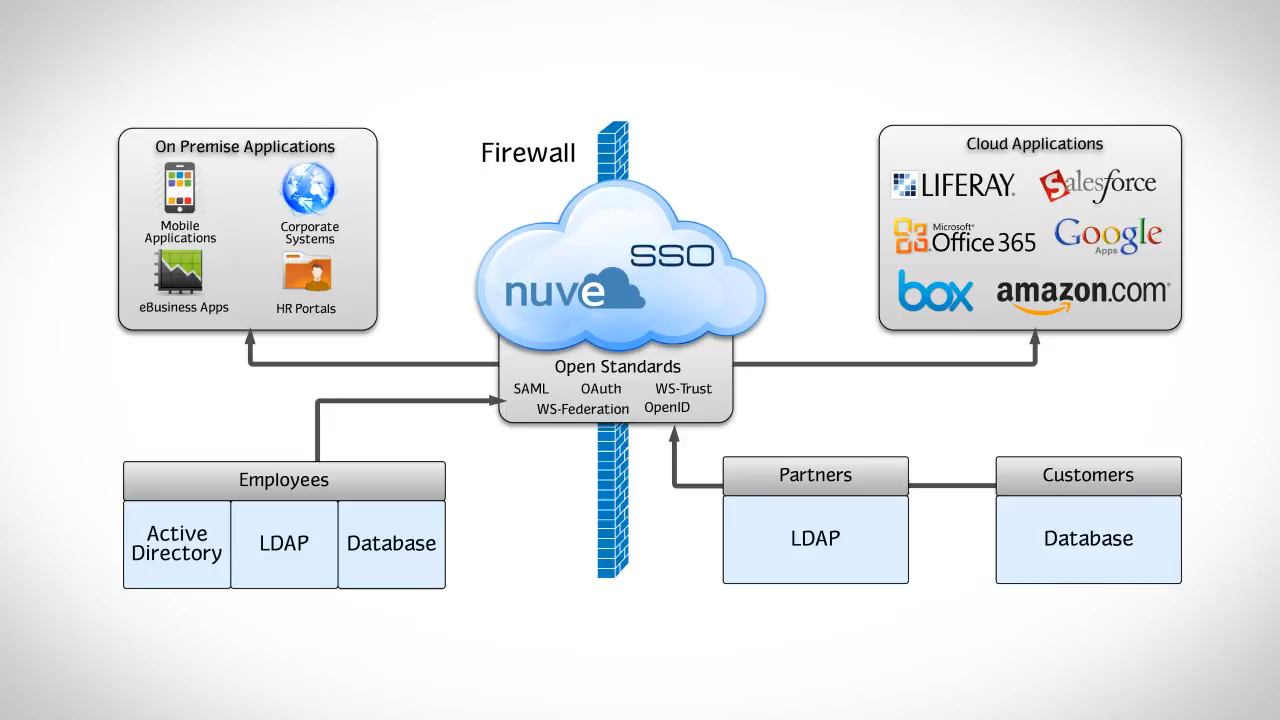 On Premise Applications
Mobile
Applications
Corporate
Systems
eBusiness Apps
HR Portals
Firewall
SSO
nuve
Open Standards
SAML OAuth WS-Trust
WS-Federation OpenID
Cloud Applications
LIFERAY.
Salesforce
Microsoft®
Office 365
Google
Apps
box
amazon.com®
Employees
Active
Directory
LDAP
Database
Partners
LDAP
Customers
Database